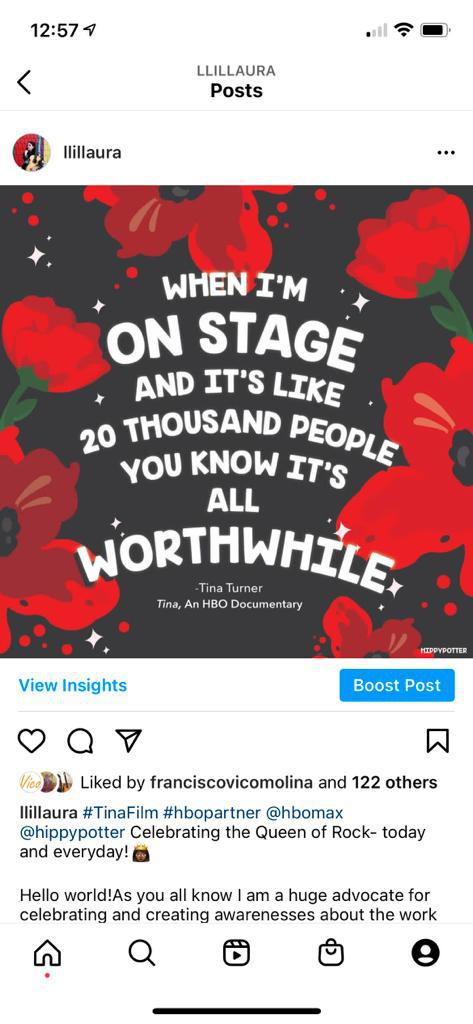 12:57
LLILLAURA
Posts
llillaura
WHEN I'M
ON STAGE
AND IT'S LIKE
20 THOUSAND PEOPLE
YOU KNOW IT'S
ALL
WORTHWHILE
-Tina Turner
Tina, An HBO Documentary
HIPPYPOTTER
View Insights
Boost Post
Vico
Liked by franciscovicomolina and 122 others
llillaura #TinaFilm #hbopartner @hbomax
@hippypotter Celebrating the Queen of Rock- today
and everyday!👸🏾
Hello world!As you all know I am a huge advocate for
celebrating and creating awarenesses about the work